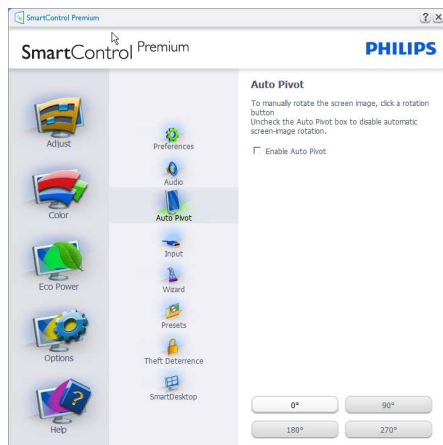 SmartControl Premium
SmartControl Premium
PHILIPS
Adjust
Color
Eco Power
Options
Help
Preferences
Audio
Auto Pivot
Input
Wizard
Presets
Theft Deterrence
SmartDesktop
Auto Pivot
To manually rotate the screen image, click a rotation
button
Uncheck the Auto Pivot box to disable automatic
screen-image rotation.
Enable Auto Pivot
0°
90°
180°
270°